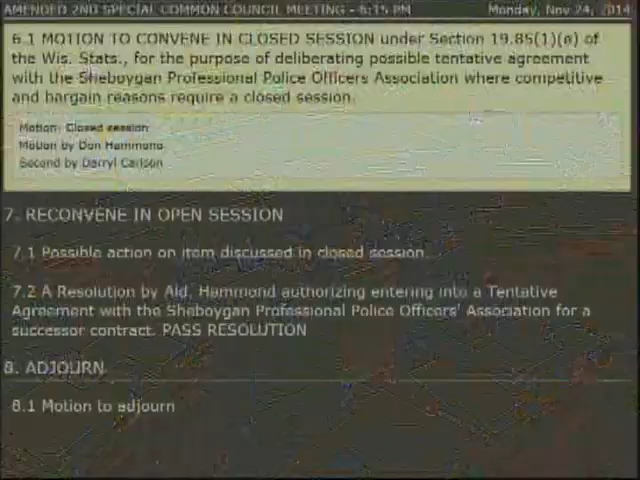 AMENDED 2ND SPECIAL COMMON COUNCIL MEETING - 6:15 PM Monday, Nov 24, 2014
6.1 MOTION TO CONVENE IN CLOSED SESSION under Section 19.85(1)(e) of
the Wis. Stats., for the purpose of deliberating possible tentative agreement
with the Sheboygan Professional Police Officers Association where competitive
and bargain reasons require a closed session.
Motion: Closed session
Motion by Don Hammond
Second by Darryl Carlson
7. RECONVENE IN OPEN SESSION
7.1 Possible action on item discussed in closed session.
7.2 A Resolution by Ald. Hammond authorizing entering into a Tentative
Agreement with the Sheboygan Professional Police Officers' Association for a
successor contract. PASS RESOLUTION
8. ADJOURN
8.1 Motion to adjourn